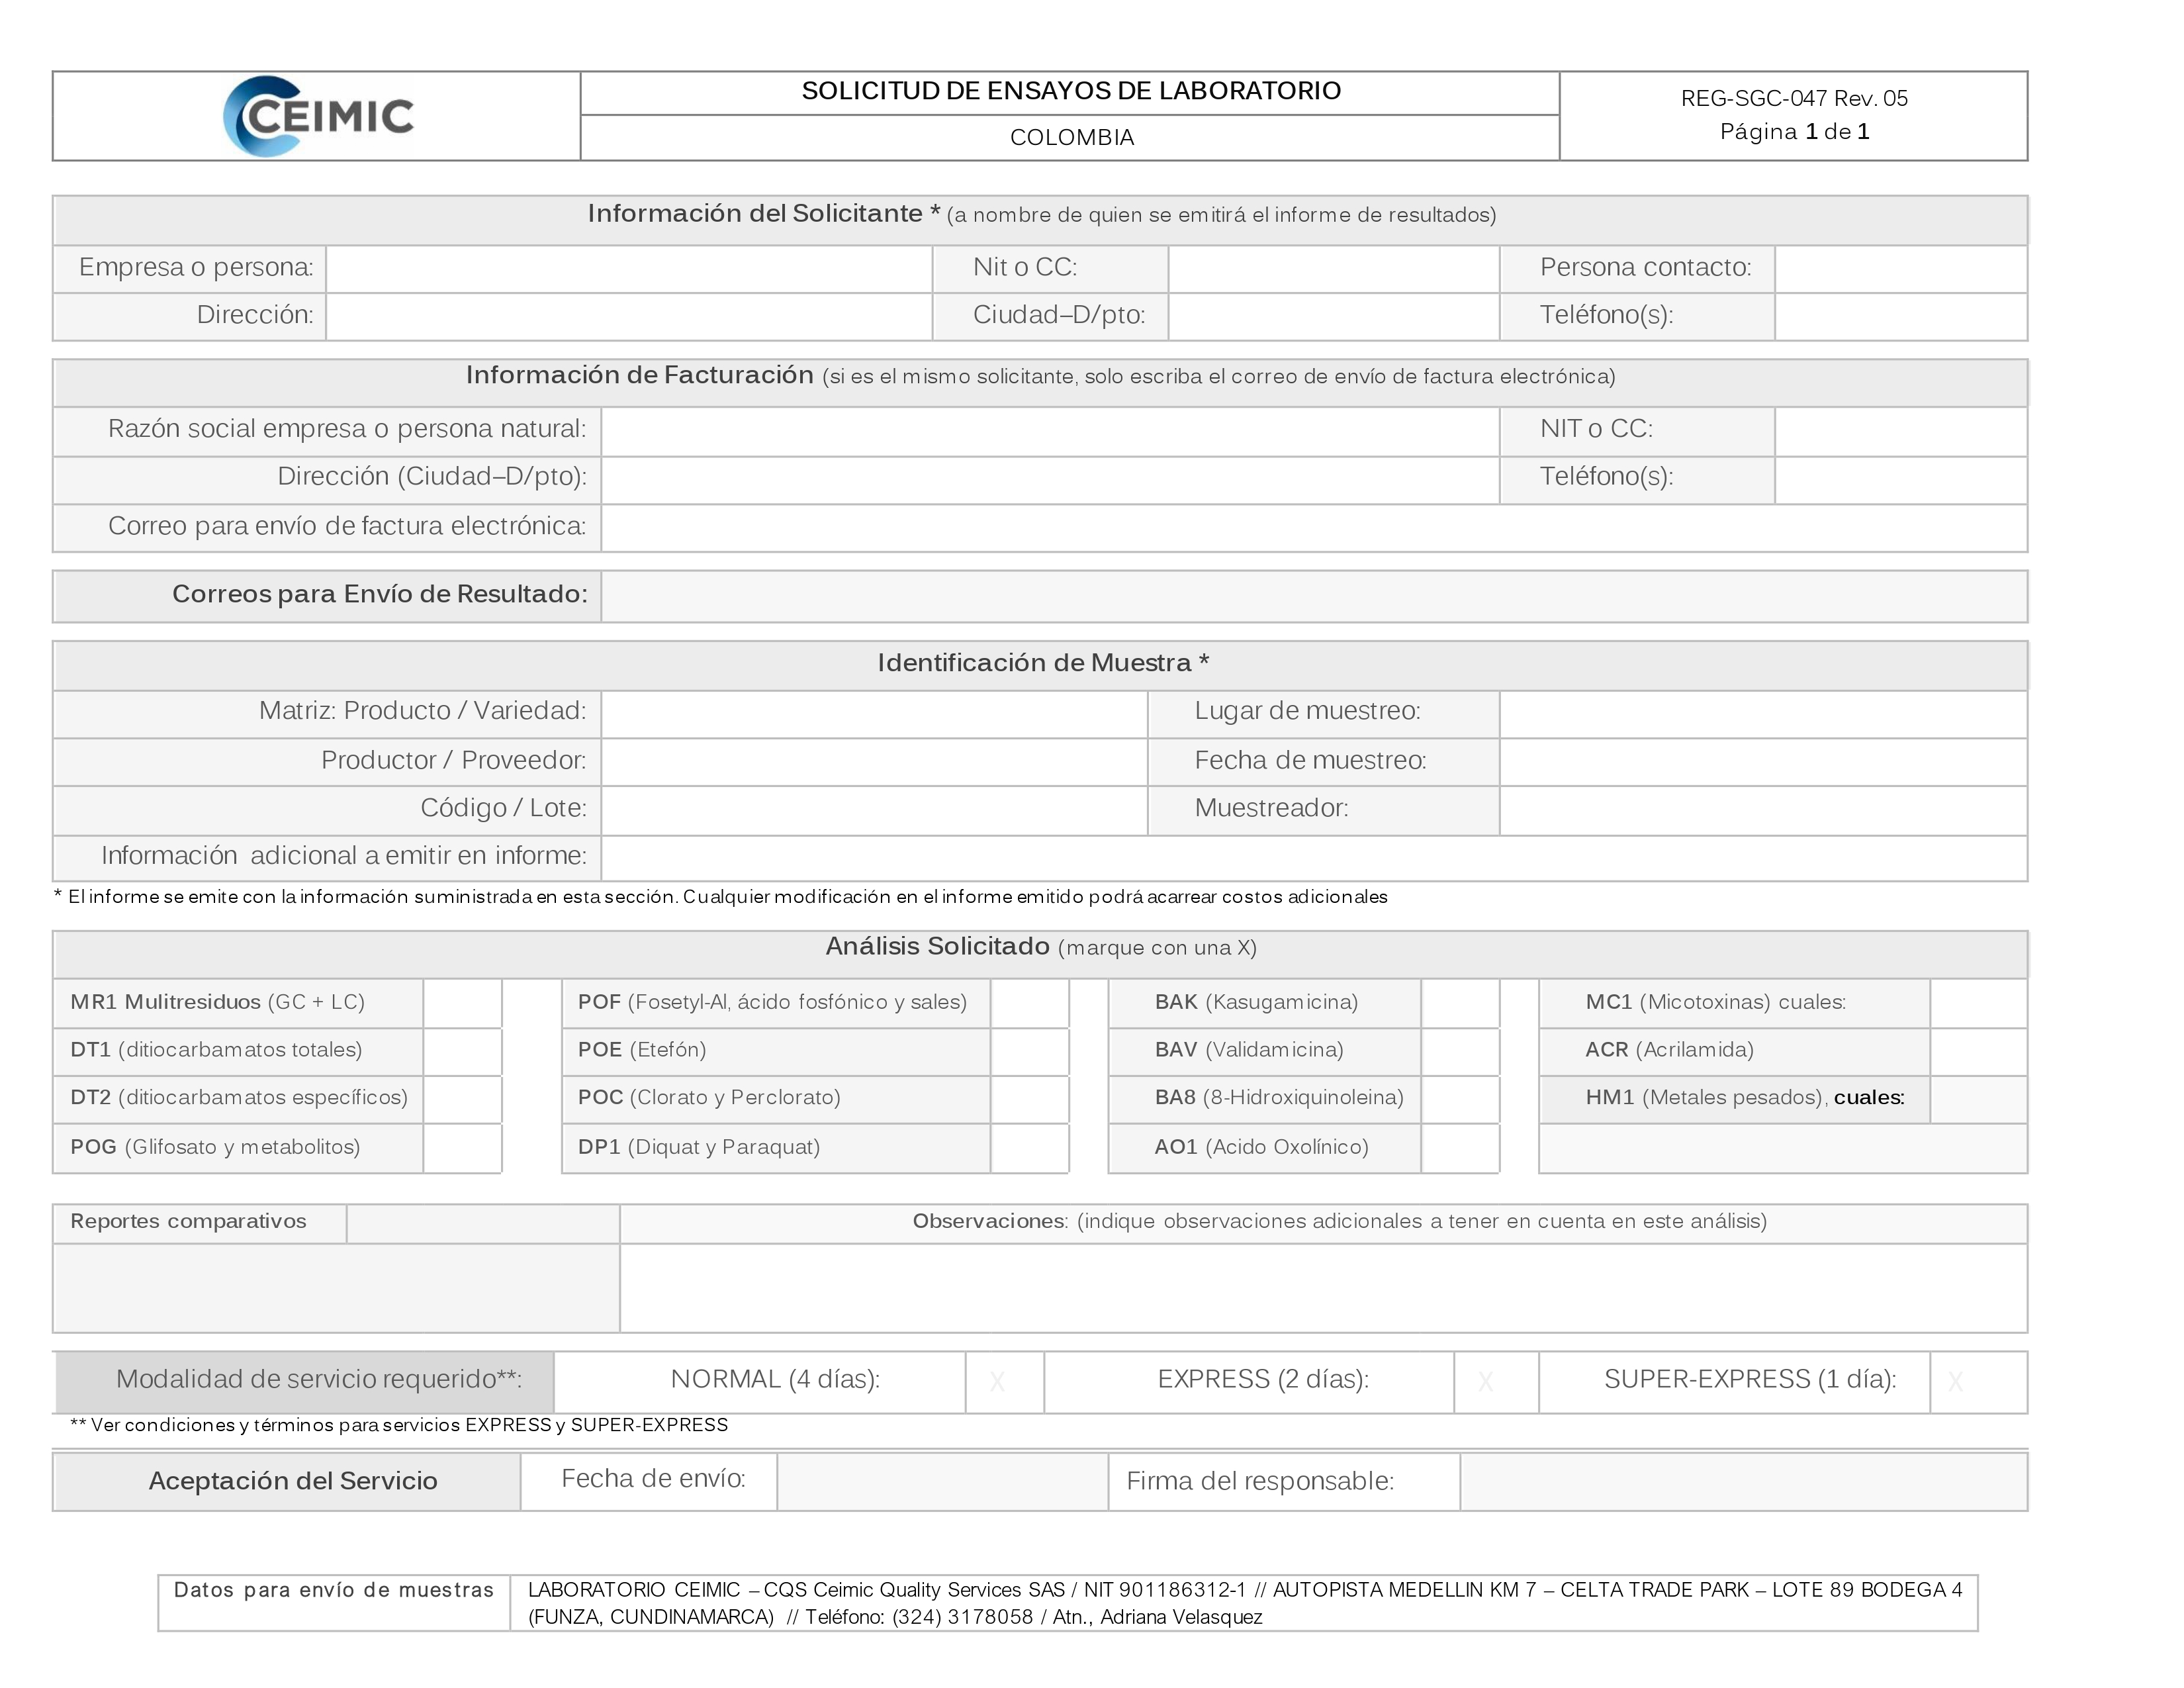 CEIMIC
SOLICITUD DE ENSAYOS DE LABORATORIO
COLOMBIA
REG-SGC-047 Rev. 05
Página 1 de 1
Información del Solicitante * (a nombre de quien se emitirá el informe de resultados)
Empresa o persona: Nit o CC: Persona contacto:
Dirección: Ciudad–D/pto: Teléfono(s):
Información de Facturación (si es el mismo solicitante, solo escriba el correo de envío de factura electrónica)
Razón social empresa o persona natural: NIT o CC:
Dirección (Ciudad–D/pto): Teléfono(s):
Correo para envío de factura electrónica:
Correos para Envío de Resultado:
Identificación de Muestra *
Matriz: Producto / Variedad: Lugar de muestreo:
Productor / Proveedor: Fecha de muestreo:
Código / Lote: Muestreador:
Información adicional a emitir en informe:
* El informe se emite con la información suministrada en esta sección. Cualquier modificación en el informe emitido podrá acarrear costos adicionales
Análisis Solicitado (marque con una X)
MR1 Mulitresiduos (GC + LC) POF (Fosetyl-Al, ácido fosfónico y sales) BAK (Kasugamicina) MC1 (Micotoxinas) cuales:
DT1 (ditiocarbamatos totales) POE (Etefón) BAV (Validamicina) ACR (Acrilamida)
DT2 (ditiocarbamatos específicos) POC (Clorato y Perclorato) BA8 (8-Hidroxiquinoleina) HM1 (Metales pesados), cuales:
POG (Glifosato y metabolitos) DP1 (Diquat y Paraquat) AO1 (Acido Oxolínico)
Reportes comparativos Observaciones: (indique observaciones adicionales a tener en cuenta en este análisis)
Modalidad de servicio requerido**: NORMAL (4 días): X EXPRESS (2 días): X SUPER-EXPRESS (1 día): X
** Ver condiciones y términos para servicios EXPRESS y SUPER-EXPRESS
Aceptación del Servicio Fecha de envío: Firma del responsable:
Datos para envío de muestras LABORATORIO CEIMIC – CQS Ceimic Quality Services SAS / NIT 901186312-1 // AUTOPISTA MEDELLIN KM 7 – CELTA TRADE PARK – LOTE 89 BODEGA 4
(FUNZA, CUNDINAMARCA) // Teléfono: (324) 3178058 / Atn., Adriana Velasquez